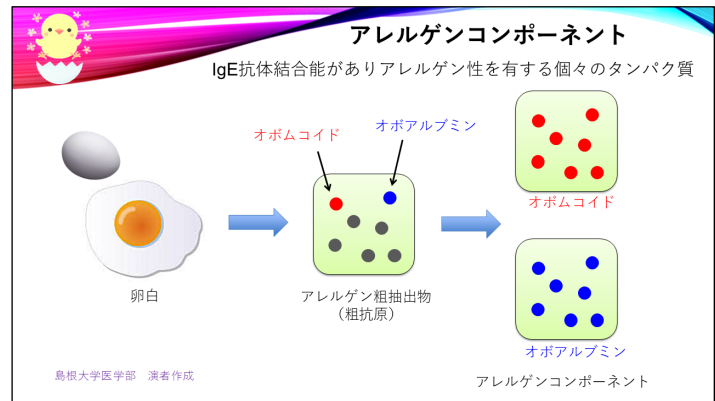 アレルゲンコンポーネント
IgE抗体結合能がありアレルゲン性を有する個々のタンパク質
オボムコイド
オボアルブミン
オボムコイド
卵白
アレルゲン粗抽出物
（粗抗原）
オボアルブミン
島根大学医学部　演者作成
アレルゲンコンポーネント